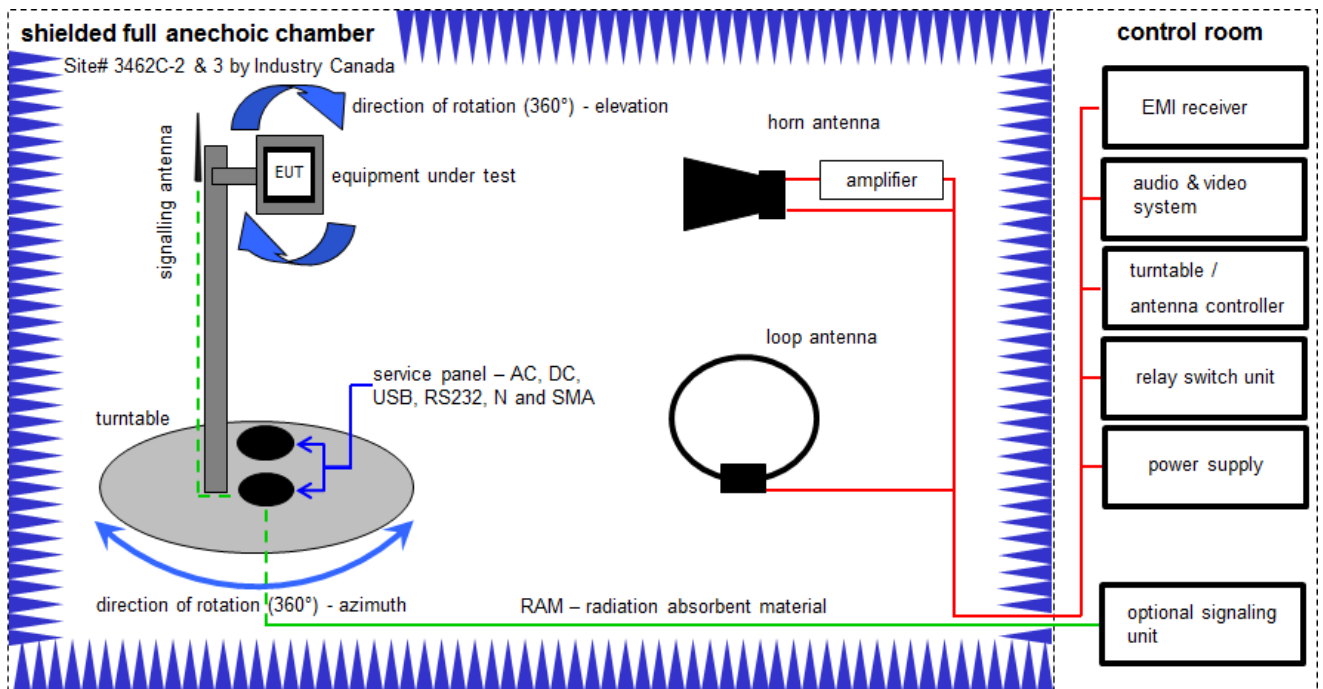 shielded full anechoic chamber
Site# 3462C-2 & 3 by Industry Canada
direction of rotation (360°) - elevation
signalling antenna
EUT
equipment under test
horn antenna
amplifier
loop antenna
service panel – AC, DC,
USB, RS232, N and SMA
turntable
direction of rotation (360°) - azimuth
RAM – radiation absorbent material
control room
EMI receiver
audio & video
system
turntable /
antenna controller
relay switch unit
power supply
optional signaling
unit